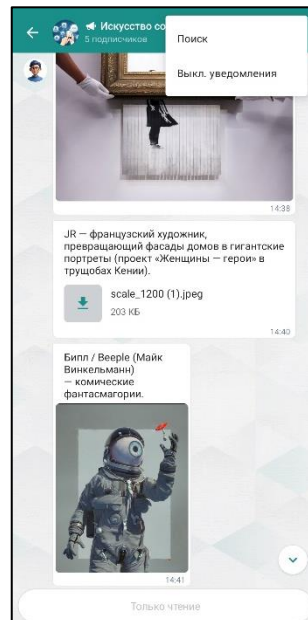 Искусство со
5 подписчиков
Поиск
Выкл. уведомления
14:38
JR — французский художник,
превращающий фасады домов в гигантские
портреты (проект «Женщины — герои» в
трущобах Кении).
scale_1200 (1).jpeg
203 КБ
14:40
Бипл / Beeple (Майк
Винкельманн)
— комические
фантасмагории.
14:41
Только чтение